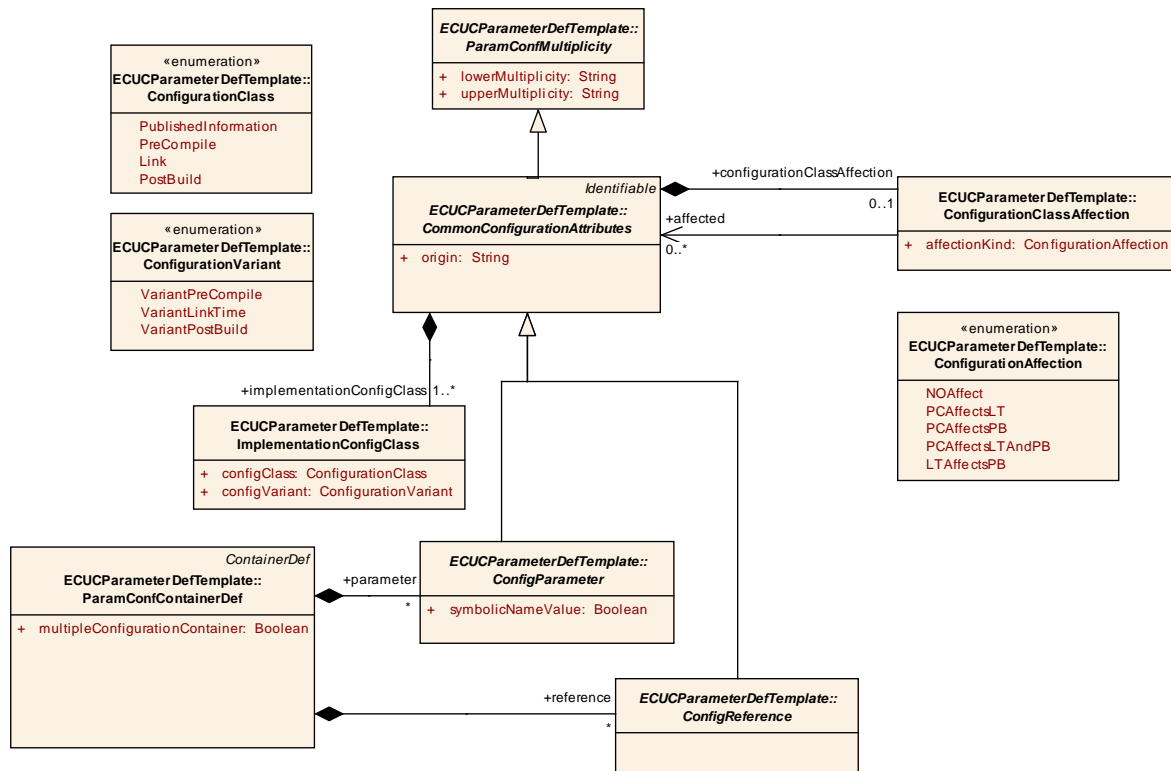 ECUCParameterDefTemplate::
ParamConfMultiplicity
+ lowerMultiplicity: String
+ upperMultiplicity: String
«enumeration»
ECUCParameterDefTemplate::
ConfigurationClass
PublishedInformation
PreCompile
Link
PostBuild
«enumeration»
ECUCParameterDefTemplate::
ConfigurationVariant
VariantPreCompile
VariantLinkTime
VariantPostBuild
Identifiable
ECUCParameterDefTemplate::
CommonConfigurationAttributes
+ origin: String
+configurationClassAffection
0..1
+affected
0..*
ECUCParameterDefTemplate::
ConfigurationClassAffection
+ affectionKind: ConfigurationAffection
«enumeration»
ECUCParameterDefTemplate::
ConfigurationAffection
NOAffect
PCAffectsLT
PCAffectsPB
PCAffectsLTAndPB
LTAffectsPB
+implementationConfigClass 1..*
ECUCParameterDefTemplate::
ImplementationConfigClass
+ configClass: ConfigurationClass
+ configVariant: ConfigurationVariant
ContainerDef
ECUCParameterDefTemplate::
ParamConfContainerDef
+ multipleConfigurationContainer: Boolean
+parameter
*
ECUCParameterDefTemplate::
ConfigParameter
+ symbolicNameValue: Boolean
+reference
*
ECUCParameterDefTemplate::
ConfigReference